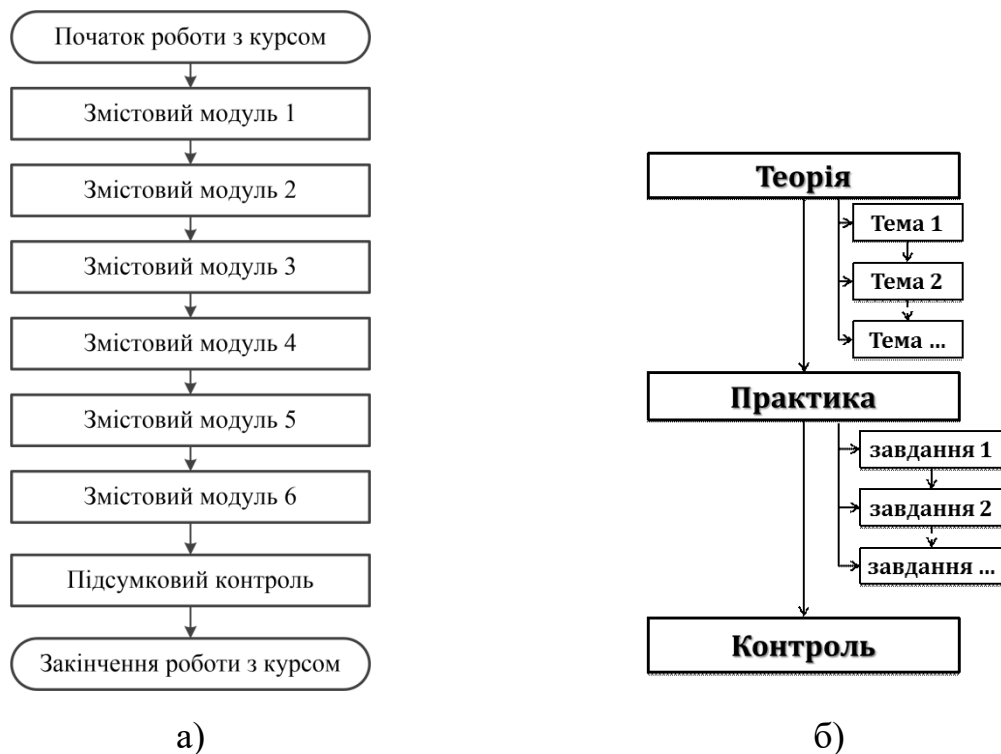 Початок роботи з курсом
Змістовий модуль 1
Змістовий модуль 2
Змістовий модуль 3
Змістовий модуль 4
Змістовий модуль 5
Змістовий модуль 6
Підсумковий контроль
Закінчення роботи з курсом
а)
Теорія
Тема 1
Тема 2
Тема ...
Практика
завдання 1
завдання 2
завдання ...
Контроль
б)